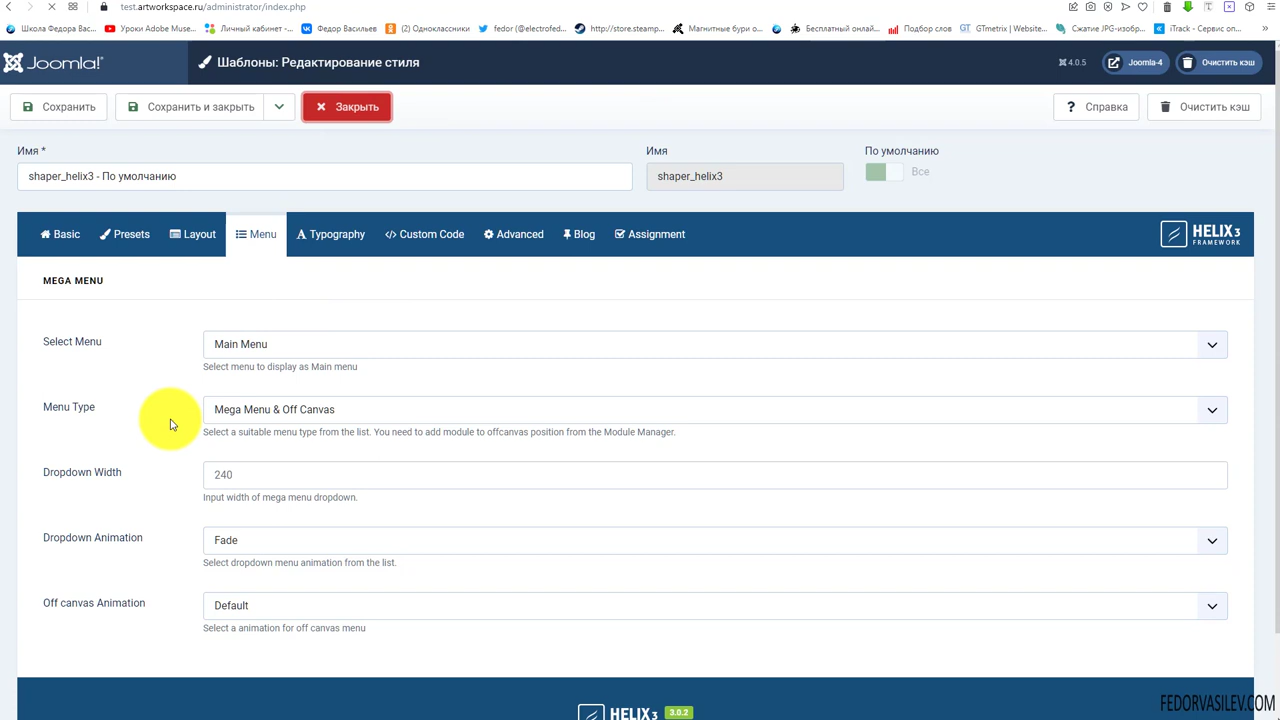 test.artworkspace.ru/administrator/index.php
Школа Федора Вас... Уроки Adobe Muse... Личный кабинет -... Федор Васильев (2) Одноклассники fedor (@electrofed... http://store.steamp... Магнитные бури о... Бесплатный онлай... Подбор слов GTmetrix | Website... Сжатие JPG-изобр... iTrack - Сервис оп... »
Joomla!® Шаблоны: Редактирование стиля 4.0.5 Joomla-4 Очистить кэш
Сохранить Сохранить и закрыть Закрыть Справка Очистить кэш
Имя * Имя По умолчанию
shaper_helix3 - По умолчанию shaper_helix3 Все
Basic Presets Layout Menu Typography Custom Code Advanced Blog Assignment HELIX3 FRAMEWORK
MEGA MENU
Select Menu Main Menu
Select menu to display as Main menu
Menu Type Mega Menu & Off Canvas
Select a suitable menu type from the list. You need to add module to offcanvas position from the Module Manager.
Dropdown Width 240
Input width of mega menu dropdown.
Dropdown Animation Fade
Select dropdown menu animation from the list.
Off canvas Animation Default
Select a animation for off canvas menu
FEDORVASILEV.COM
HELIX3 3.0.2